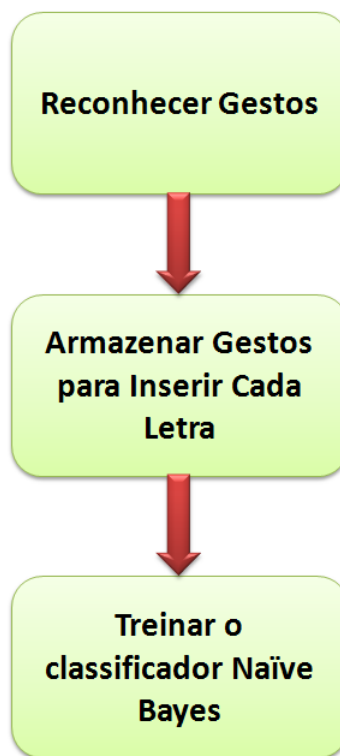 Reconhecer Gestos
Armazenar Gestos
para Inserir Cada
Letra
Treinar o
classificador Naïve
Bayes